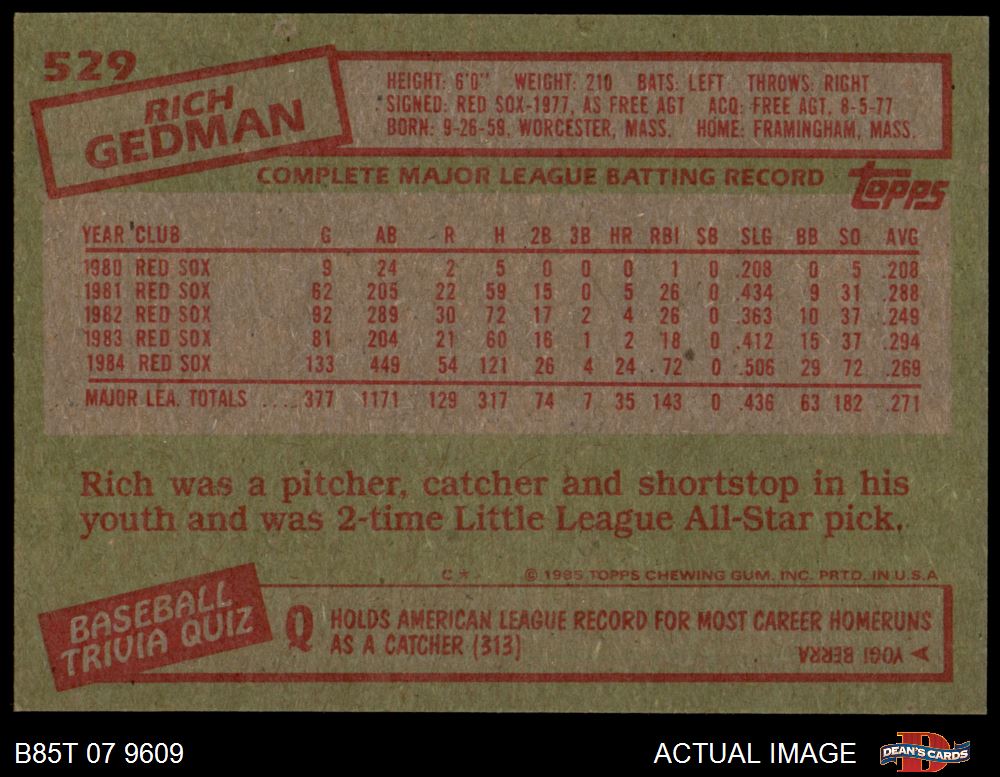 529
RICH
GEDMAN
HEIGHT: 6'0" WEIGHT: 210 BATS: LEFT THROWS: RIGHT
SIGNED: RED SOX-1977, AS FREE AGT ACQ: FREE AGT, 8-5-77
BORN: 9-26-59, WORCESTER, MASS. HOME: FRAMINGHAM, MASS.
COMPLETE MAJOR LEAGUE BATTING RECORD
topps
YEAR CLUB G AB R H 2B 3B HR RBI SB SLG BB SO AVG
1980 RED SOX 9 24 2 5 0 0 0 1 0 .208 0 5 .208
1981 RED SOX 62 205 22 59 15 0 5 26 0 .434 9 31 .288
1982 RED SOX 92 289 30 72 17 2 4 26 0 .363 10 37 .249
1983 RED SOX 81 204 21 60 16 1 2 18 0 .412 15 37 .294
1984 RED SOX 133 449 54 121 26 4 24 72 0 .506 29 72 .269
MAJOR LEA. TOTALS .... 377 1171 129 317 74 7 35 143 0 .436 63 182 .271
Rich was a pitcher, catcher and shortstop in his
youth and was 2-time Little League All-Star pick.
C* © 1985 TOPPS CHEWING GUM, INC. PRTD. IN U.S.A
BASEBALL
TRIVIA QUIZ
Q HOLDS AMERICAN LEAGUE RECORD FOR MOST CAREER HOMERUNS
AS A CATCHER (313)
A YOGI BERRA
B85T 07 9609
ACTUAL IMAGE
DEAN'S CARDS